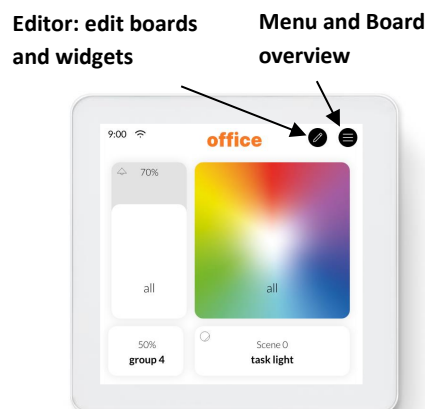 Editor: edit boards
and widgets
Menu and Board
overview
9:00
office
70%
all
all
50%
group 4
Scene 0
task light